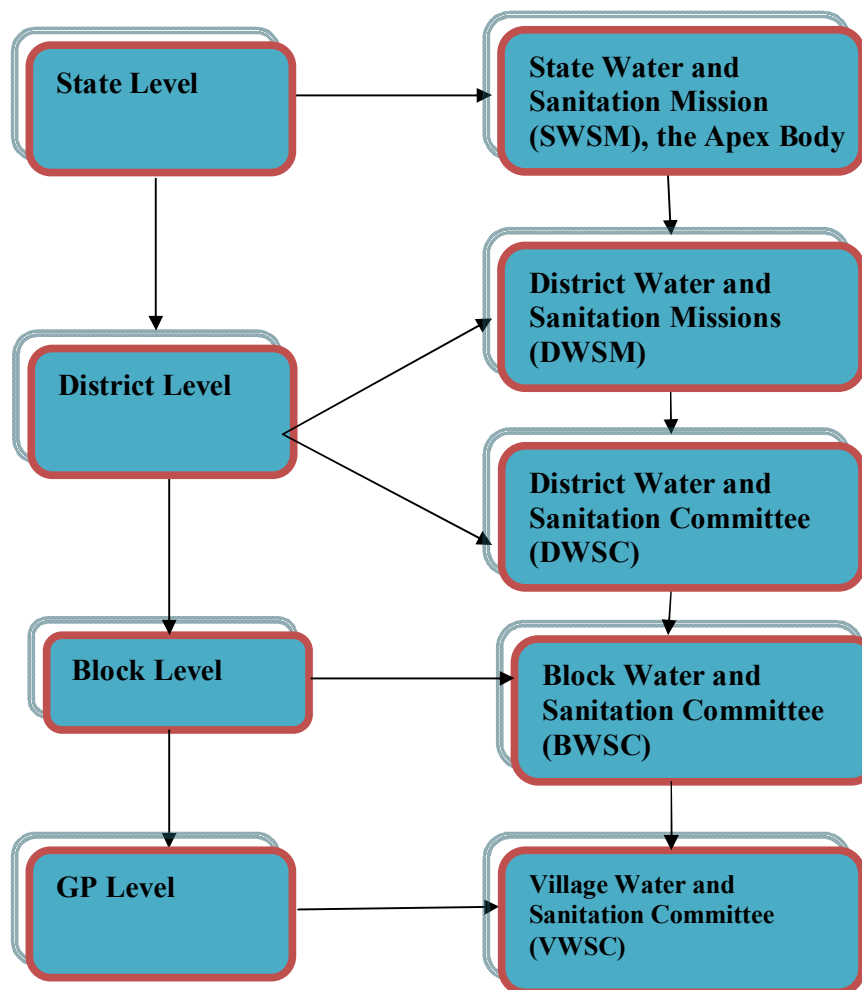 State Level
State Water and
Sanitation Mission
(SWSM), the Apex Body
District Water and
Sanitation Missions
(DWSM)
District Level
District Water and
Sanitation Committee
(DWSC)
Block Level
Block Water and
Sanitation Committee
(BWSC)
GP Level
Village Water and
Sanitation Committee
(VWSC)